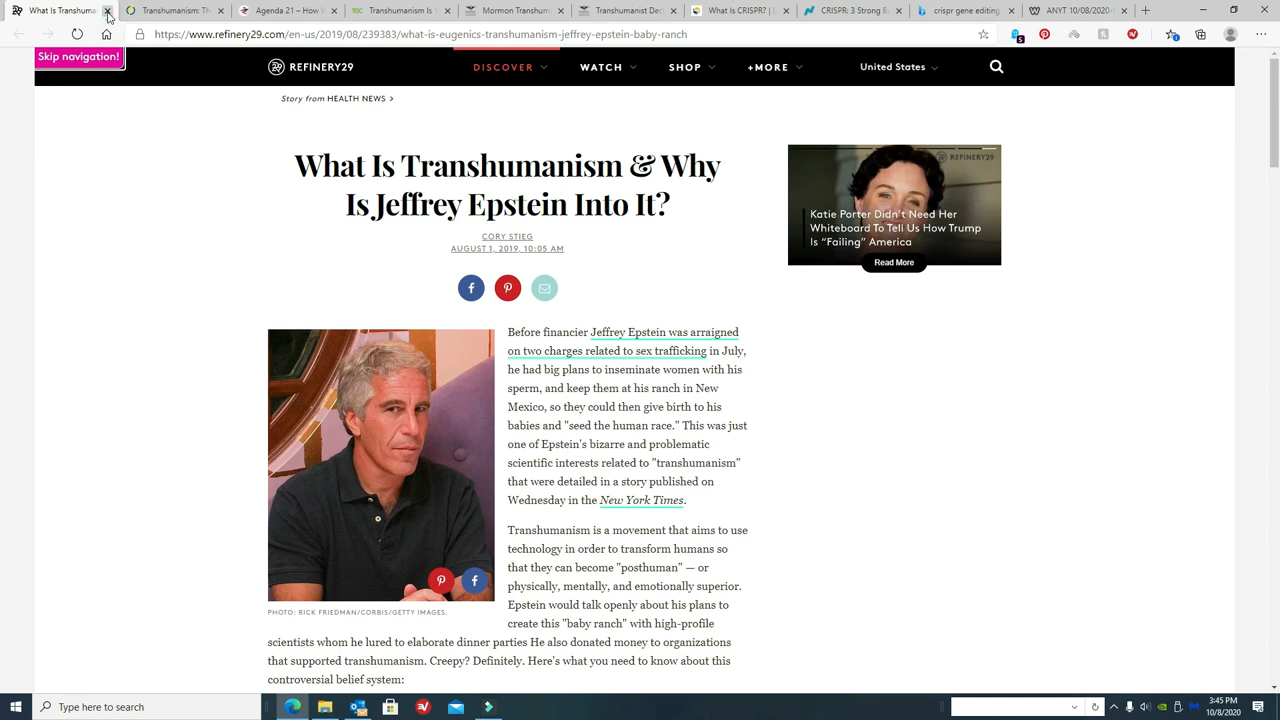 What Is Transhuma
Transhumanism: Th
Agenda 21 – How W
Transhumanism Is W
Mormon Transhuma
Transhumanism Dec
What is CRISPR? | N
CRISPR: 3 Strong B
crispr gene editing
ANYT 10/08/2020-
https://www.refinery29.com/en-us/2019/08/239383/what-is-eugenics-transhumanism-jeffrey-epstein-baby-ranch
Skip navigation!
REFINERY29
DISCOVER
WATCH
SHOP
+MORE
United States
Story from HEALTH NEWS >
What Is Transhumanism & Why
Is Jeffrey Epstein Into It?
CORY STIEG
AUGUST 1, 2019, 10:05 AM
REFINERY29
Katie Porter Didn't Need Her
Whiteboard To Tell Us How Trump
Is “Failing” America
Read More
Before financier Jeffrey Epstein was arraigned
on two charges related to sex trafficking in July,
he had big plans to inseminate women with his
sperm, and keep them at his ranch in New
Mexico, so they could then give birth to his
babies and "seed the human race." This was just
one of Epstein's bizarre and problematic
scientific interests related to "transhumanism"
that were detailed in a story published on
Wednesday in the New York Times.
Transhumanism is a movement that aims to use
technology in order to transform humans so
that they can become "posthuman" — or
physically, mentally, and emotionally superior.
Epstein would talk openly about his plans to
create this "baby ranch" with high-profile
PHOTO: RICK FRIEDMAN/CORBIS/GETTY IMAGES.
scientists whom he lured to elaborate dinner parties He also donated money to organizations
that supported transhumanism. Creepy? Definitely. Here's what you need to know about this
controversial belief system:
Type here to search
3:45 PM
10/8/2020